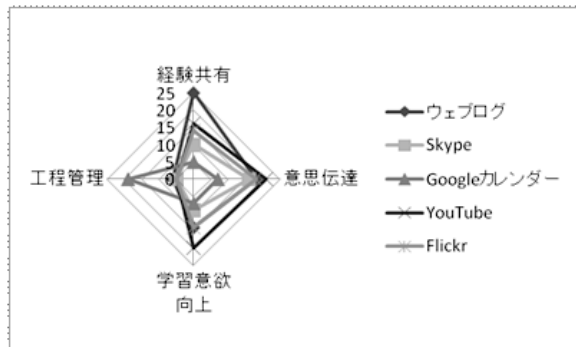 経験共有
25
20
15
10
5
0
工程管理
意思伝達
学習意欲
向上
ウェブログ
Skype
Googleカレンダー
YouTube
Flickr